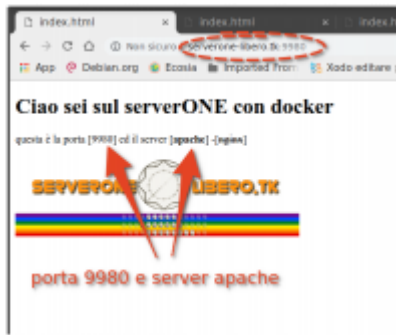 index.html
index.html
index.h
Non sicuro serverone-libero.tk:9980
App Debian.org Ecosia Imported From Xodo editare
Ciao sei sul serverONE con docker
questa è la porta [9980] ed il server [apache] -[nginx]
SERVERONE LIBERO.TK
porta 9980 e server apache